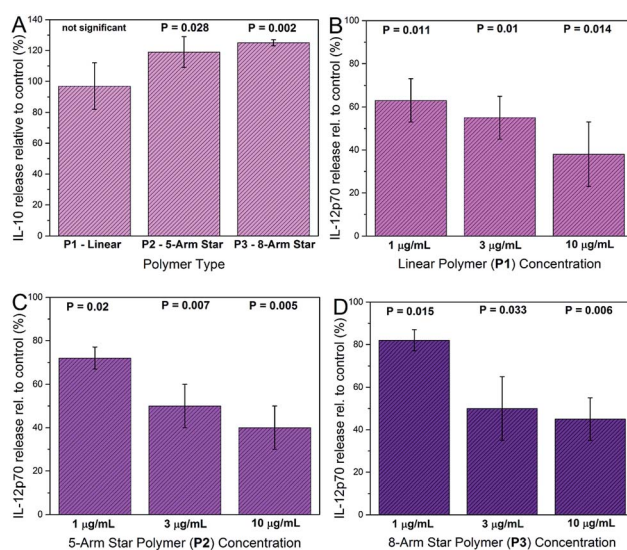 A
not significant P = 0.028 P = 0.002
140
120
100
80
60
40
20
0
IL-10 release relative to control (%)
P1 - Linear P2 - 5-Arm Star P3 - 8-Arm Star
Polymer Type
B
P = 0.011 P = 0.01 P = 0.014
100
80
60
40
20
0
IL-12p70 release rel. to control (%)
1 µg/mL 3 µg/mL 10 µg/mL
Linear Polymer (P1) Concentration
C
P = 0.02 P = 0.007 P = 0.005
100
80
60
40
20
0
IL-12p70 release rel. to control (%)
1 µg/mL 3 µg/mL 10 µg/mL
5-Arm Star Polymer (P2) Concentration
D
P = 0.015 P = 0.033 P = 0.006
100
80
60
40
20
0
IL-12p70 release rel. to control (%)
1 µg/mL 3 µg/mL 10 µg/mL
8-Arm Star Polymer (P3) Concentration